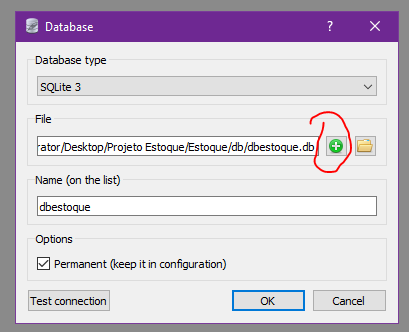 Database
?
Database type
SQLite 3
File
rator/Desktop/Projeto Estoque/Estoque/db/dbestoque.db
Name (on the list)
dbestoque
Options
Permanent (keep it in configuration)
Test connection
OK
Cancel